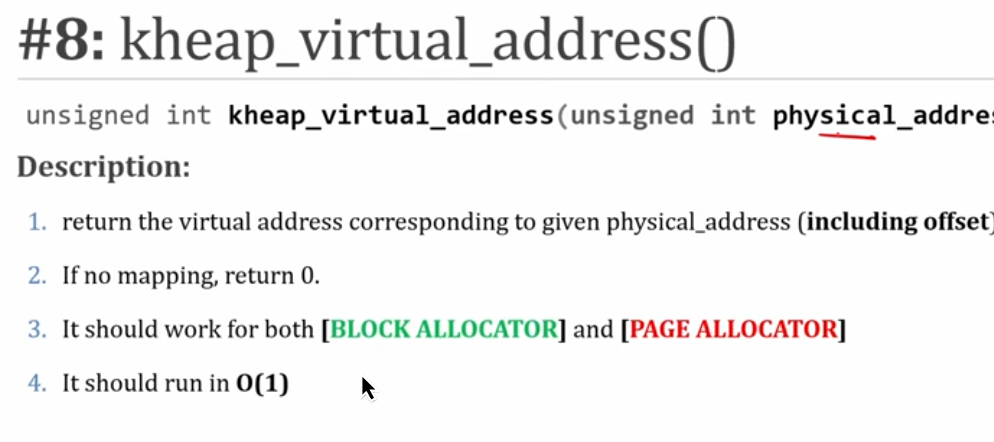 #8: kheap_virtual_address()
unsigned int kheap_virtual_address(unsigned int physical_addre
Description:
1. return the virtual address corresponding to given physical_address (including offset)
2. If no mapping, return 0.
3. It should work for both [BLOCK ALLOCATOR] and [PAGE ALLOCATOR]
4. It should run in O(1)